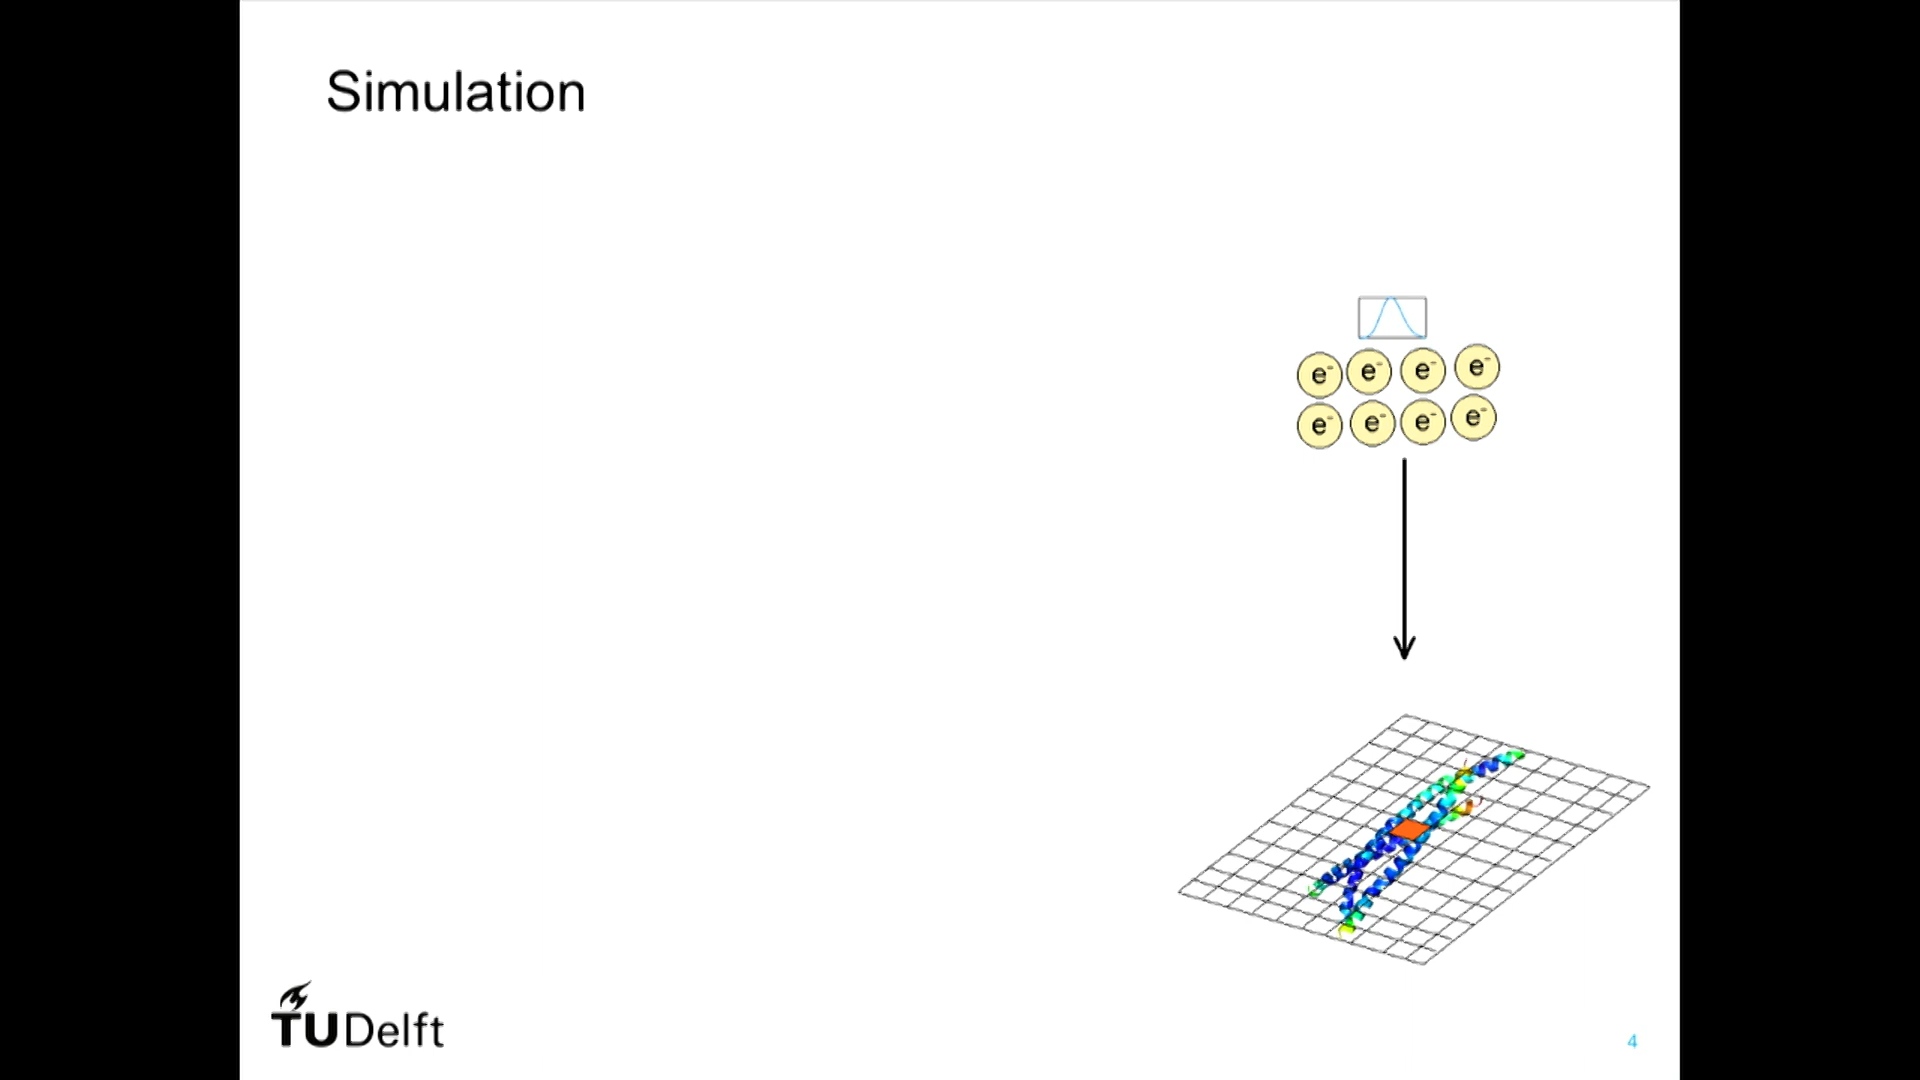 Simulation
e⁻ e⁻ e⁻ e⁻
e⁻ e⁻ e⁻ e⁻
TUDelft
4